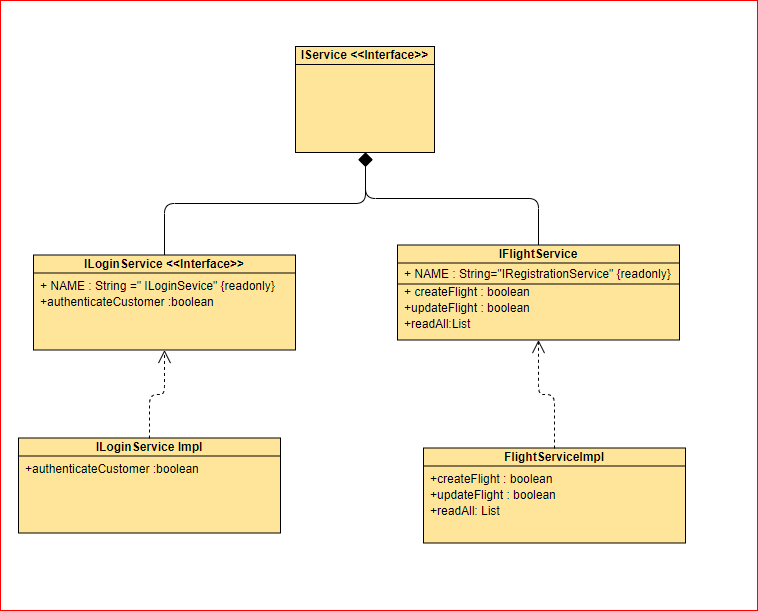 IService <<Interface>>
ILoginService <<Interface>>
+ NAME : String =" ILoginSevice" {readonly}
+authenticateCustomer :boolean
IFlightService
+ NAME : String="IRegistrationService" {readonly}
+ createFlight : boolean
+updateFlight : boolean
+readAll:List
ILoginService Impl
+authenticateCustomer :boolean
FlightServiceImpl
+createFlight : boolean
+updateFlight : boolean
+readAll: List